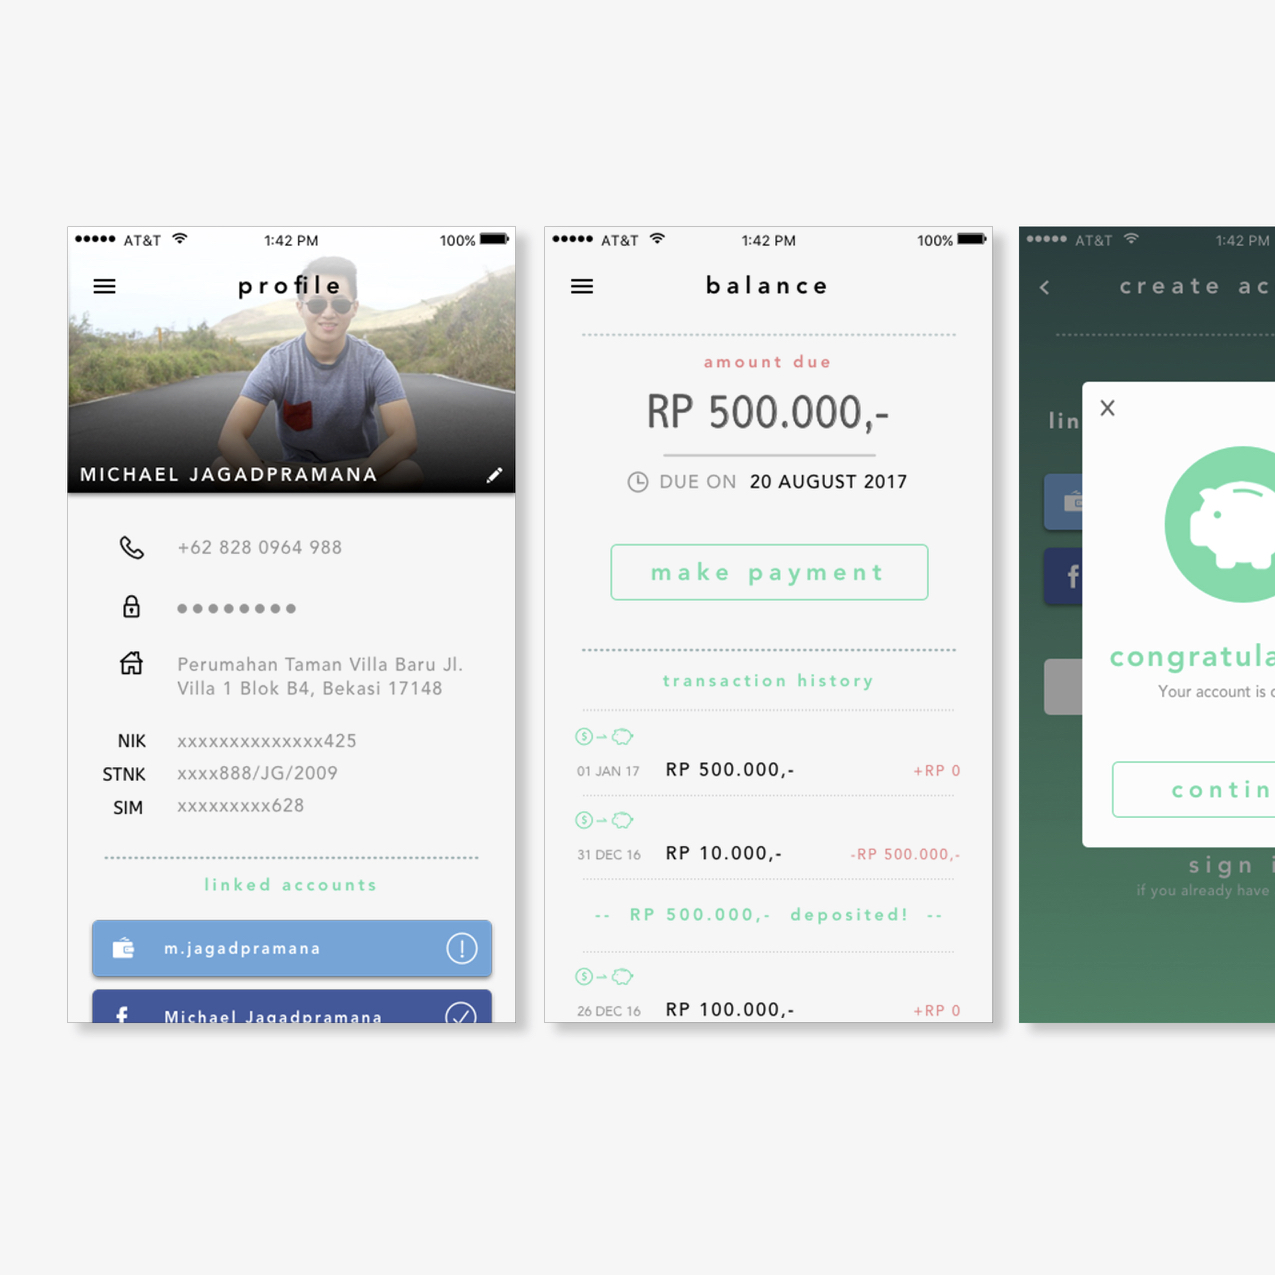 AT&T 1:42 PM 100%
profile
MICHAEL JAGADPRAMANA
+62 828 0964 988
Perumahan Taman Villa Baru Jl.
Villa 1 Blok B4, Bekasi 17148
NIK xxxxxxxxxxxxxx425
STNK xxxx888/JG/2009
SIM xxxxxxxxx628
linked accounts
m.jagadpramana
Michael Jagadpramana
AT&T 1:42 PM 100%
balance
amount due
RP 500.000,-
DUE ON 20 AUGUST 2017
make payment
transaction history
01 JAN 17 RP 500.000,- +RP 0
31 DEC 16 RP 10.000,- -RP 500.000,-
-- RP 500.000,- deposited! --
26 DEC 16 RP 100.000,- +RP 0
AT&T 1:42 PM
create ac
lin
X
congratula
Your account is
contin
sign i
if you already have